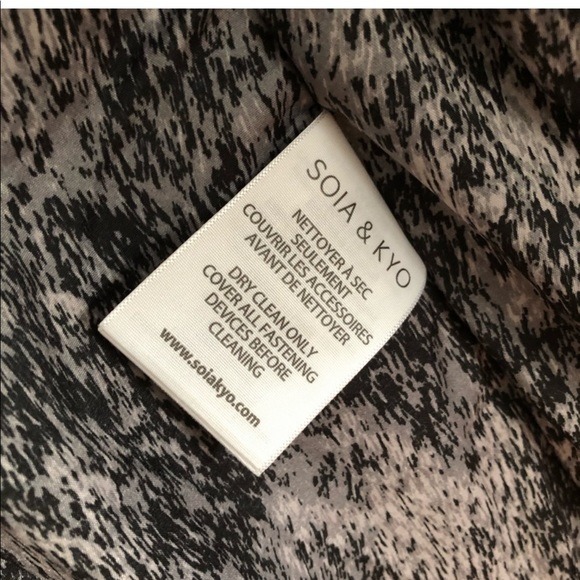 SOIA & KYO
NETTOYER A SEC
SEULEMENT
COUVRIR LES ACCESSOIRES
AVANT DE NETTOYER
DRY CLEAN ONLY
COVER ALL FASTENING
DEVICES BEFORE
CLEANING
www.soiakyo.com